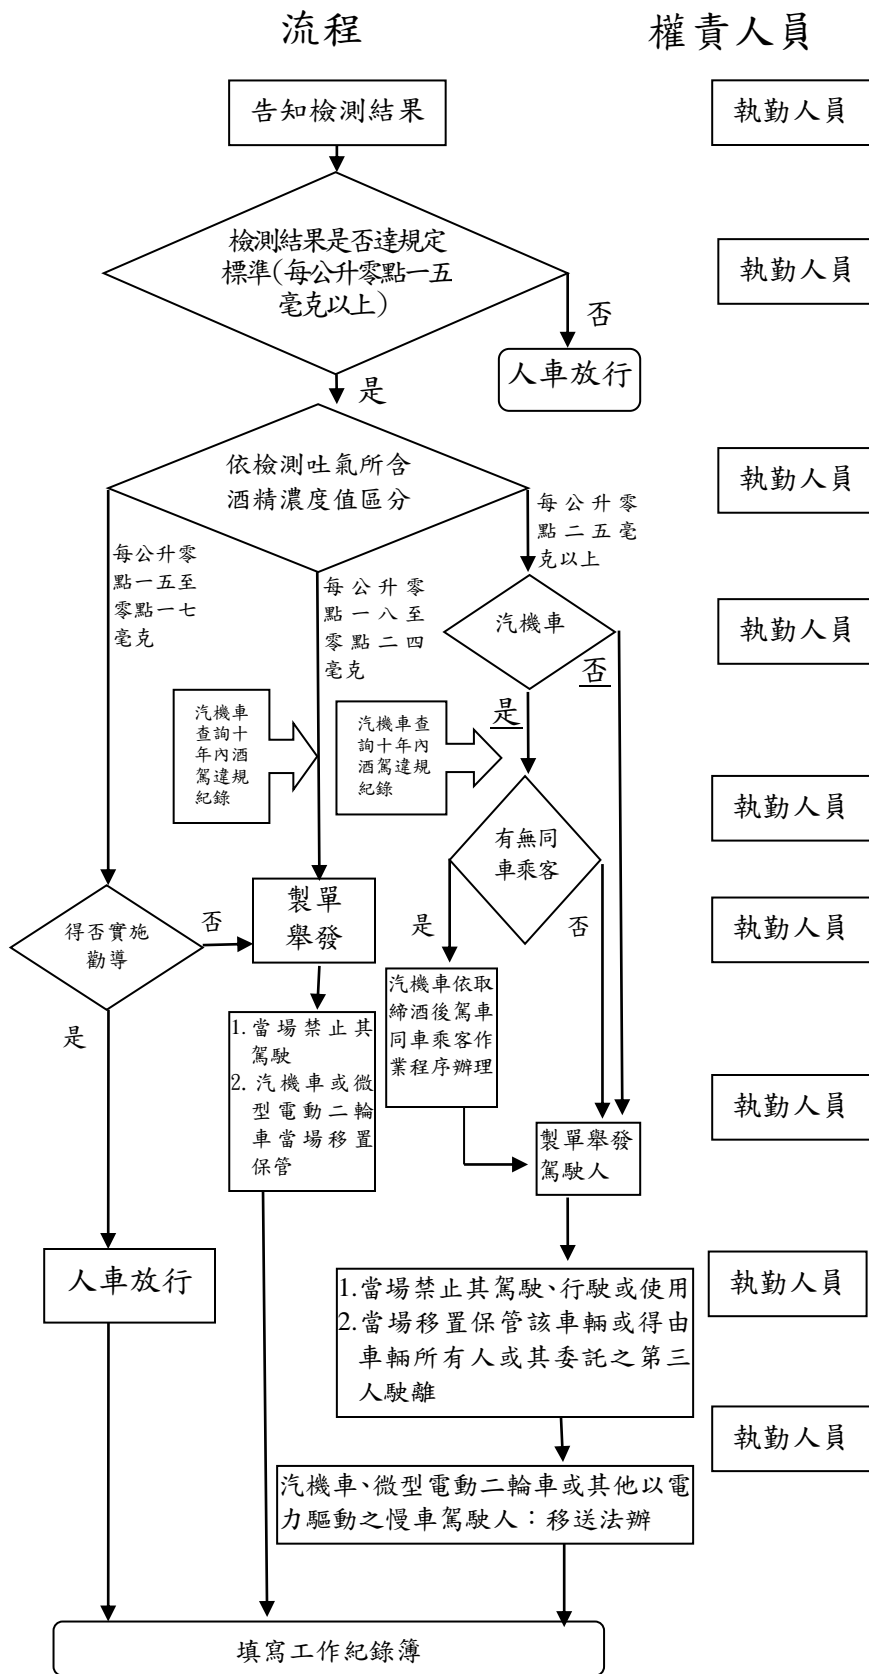 流程
權責人員
告知檢測結果
執勤人員
檢測結果是否達規定
標準(每公升零點一五
毫克以上)
執勤人員
否
人車放行
是
依檢測吐氣所含
酒精濃度值區分
執勤人員
每公升零
點一五至
零點一七
毫克
每公升零
點一八至
零點二四
毫克
每公升零
點二五毫
克以上
汽機車
執勤人員
否
是
汽機車
查詢十
年內酒
駕違規
紀錄
汽機車查
詢十年內
酒駕違規
紀錄
有無同
車乘客
執勤人員
得否實施
勸導
否
製單
舉發
是
否
執勤人員
是
1.當場禁止其
駕駛
2.汽機車或微
型電動二輪
車當場移置
保管
汽機車依取
締酒後駕車
同車乘客作
業程序辦理
製單舉發
駕駛人
執勤人員
人車放行
1.當場禁止其駕駛、行駛或使用
2.當場移置保管該車輛或得由
車輛所有人或其委託之第三
人駛離
執勤人員
汽機車、微型電動二輪車或其他以電
力驅動之慢車駕駛人：移送法辦
執勤人員
填寫工作紀錄簿